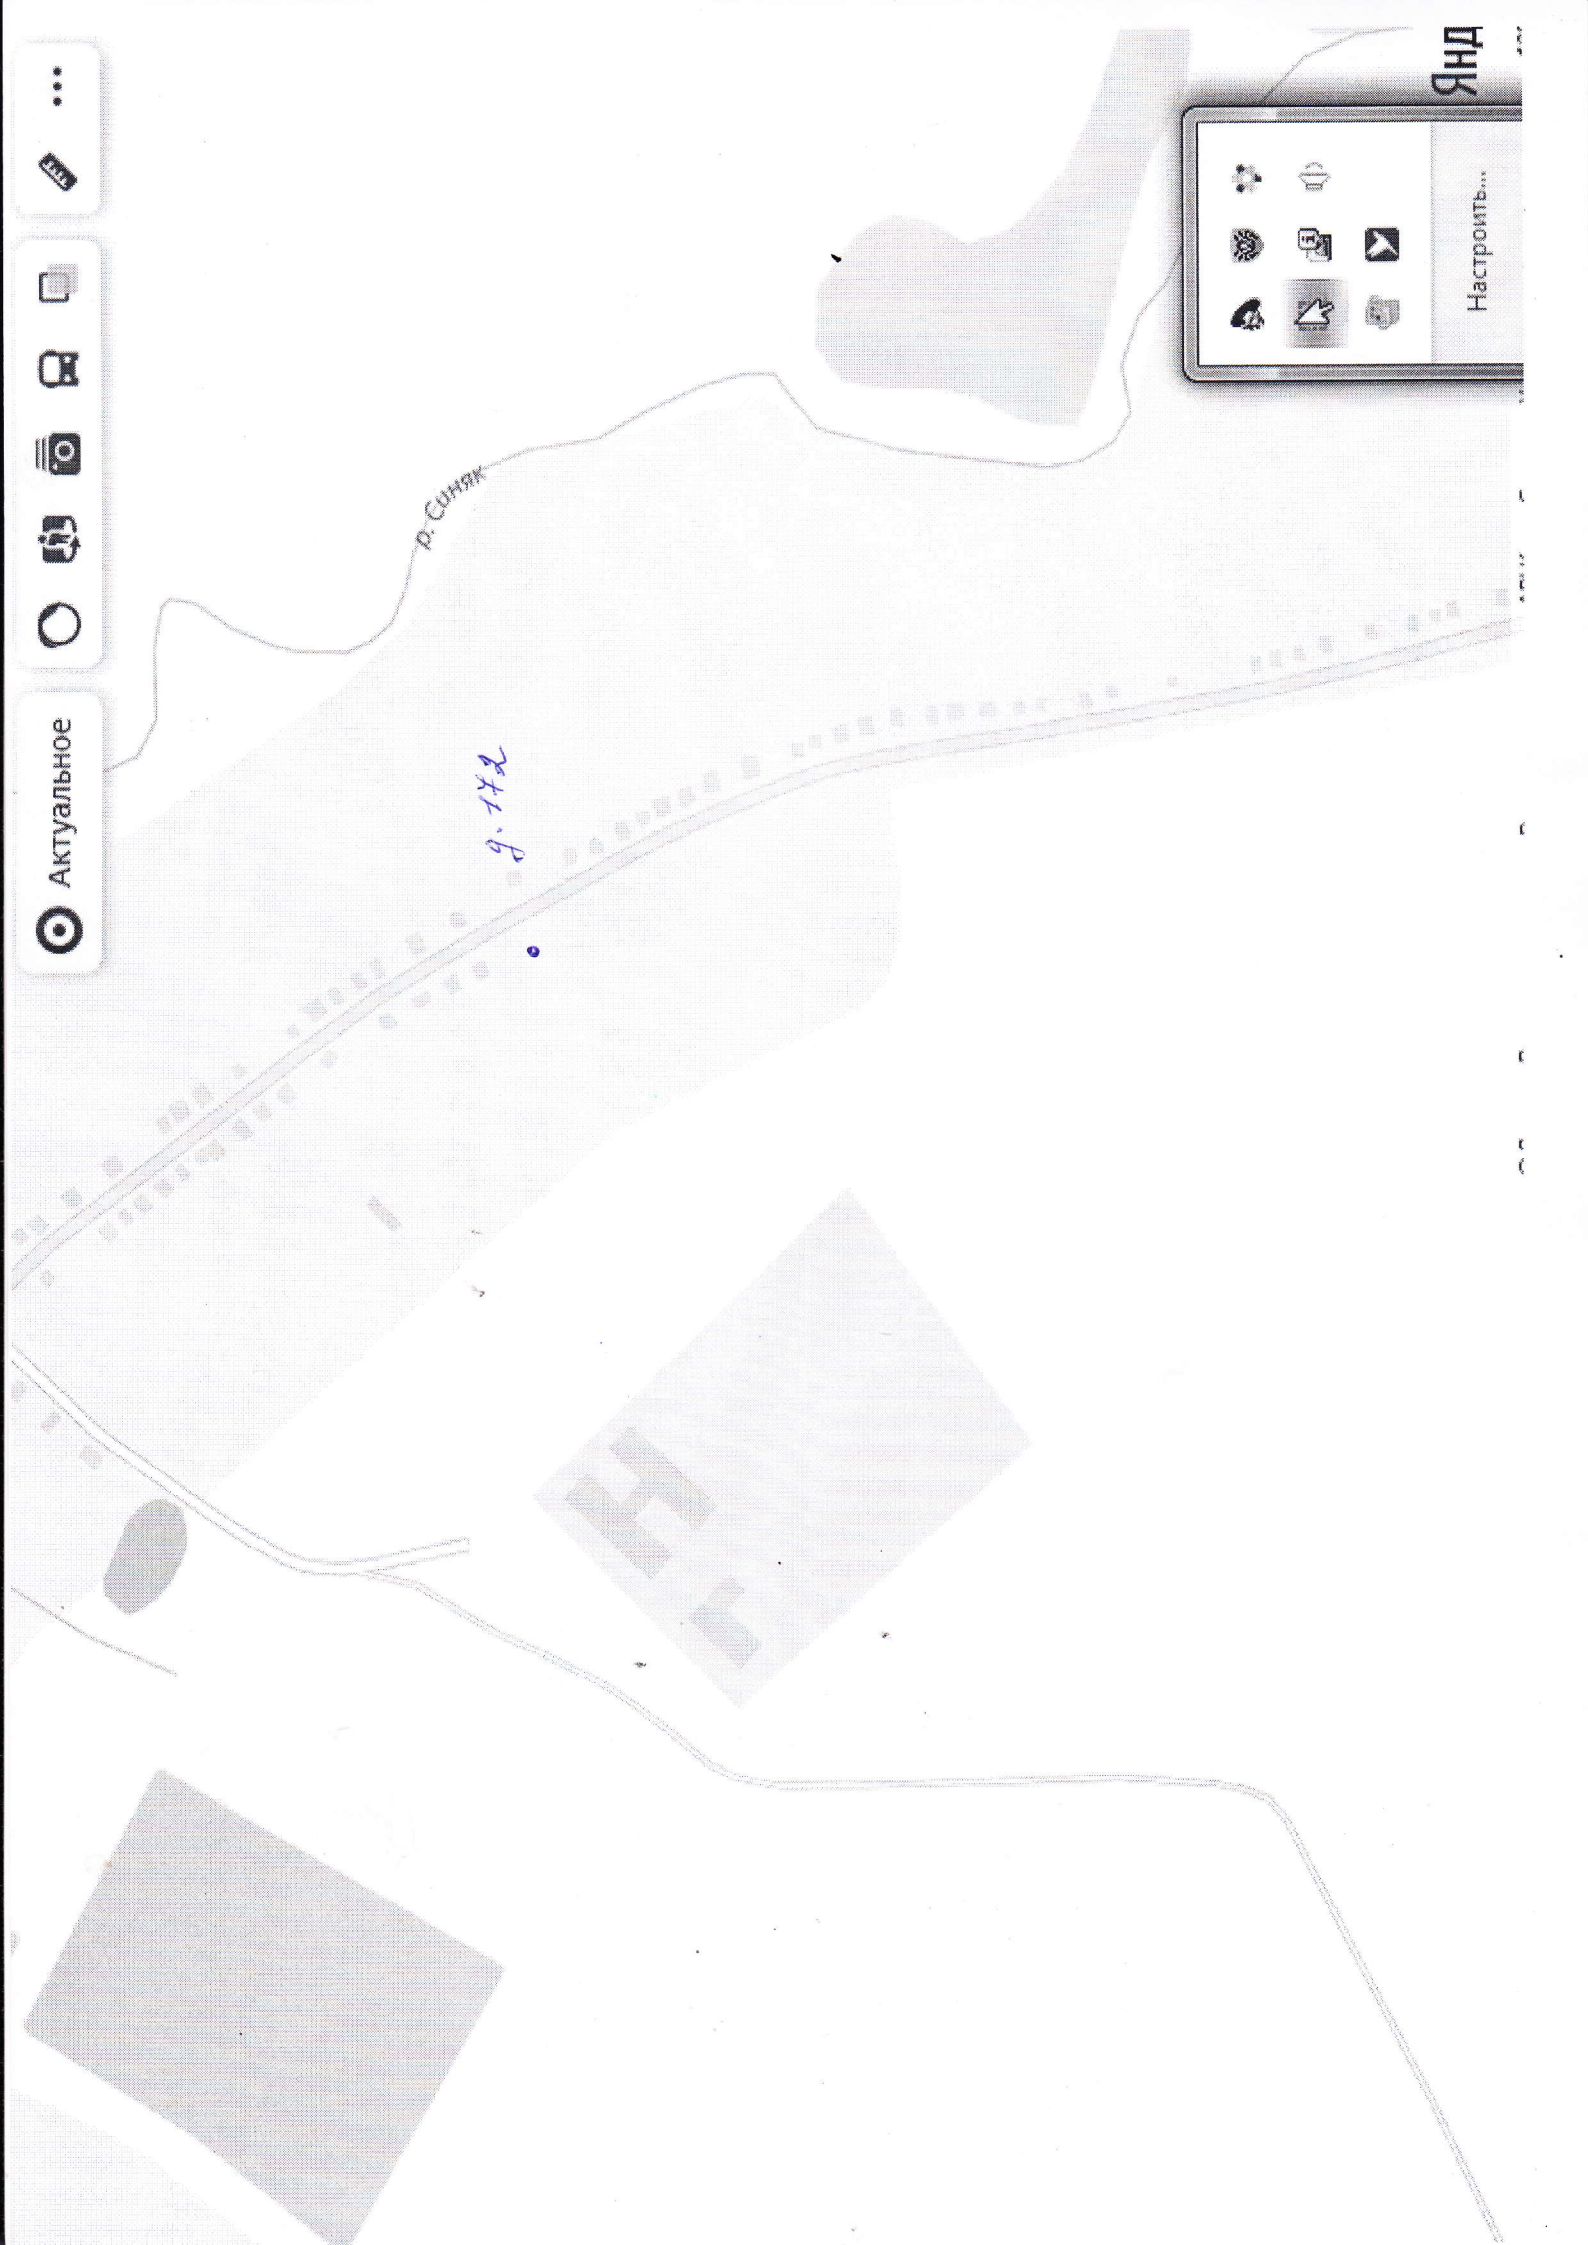 Актуальное
р. Синяк
д. 172
Янд
Настроить...